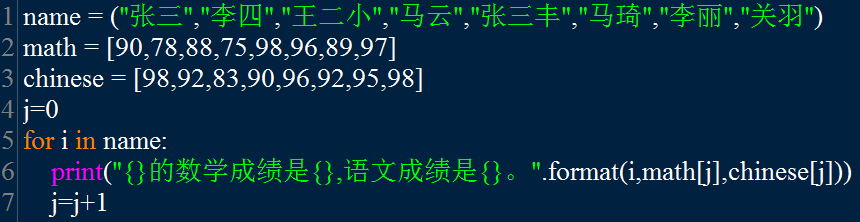 1 name = ("张三","李四","王二小","马云","张三丰","马琦","李丽","关羽")
2 math = [90,78,88,75,98,96,89,97]
3 chinese = [98,92,83,90,96,92,95,98]
4 j=0
5 for i in name:
6     print("{}的数学成绩是{},语文成绩是{}。".format(i,math[j],chinese[j]))
7     j=j+1